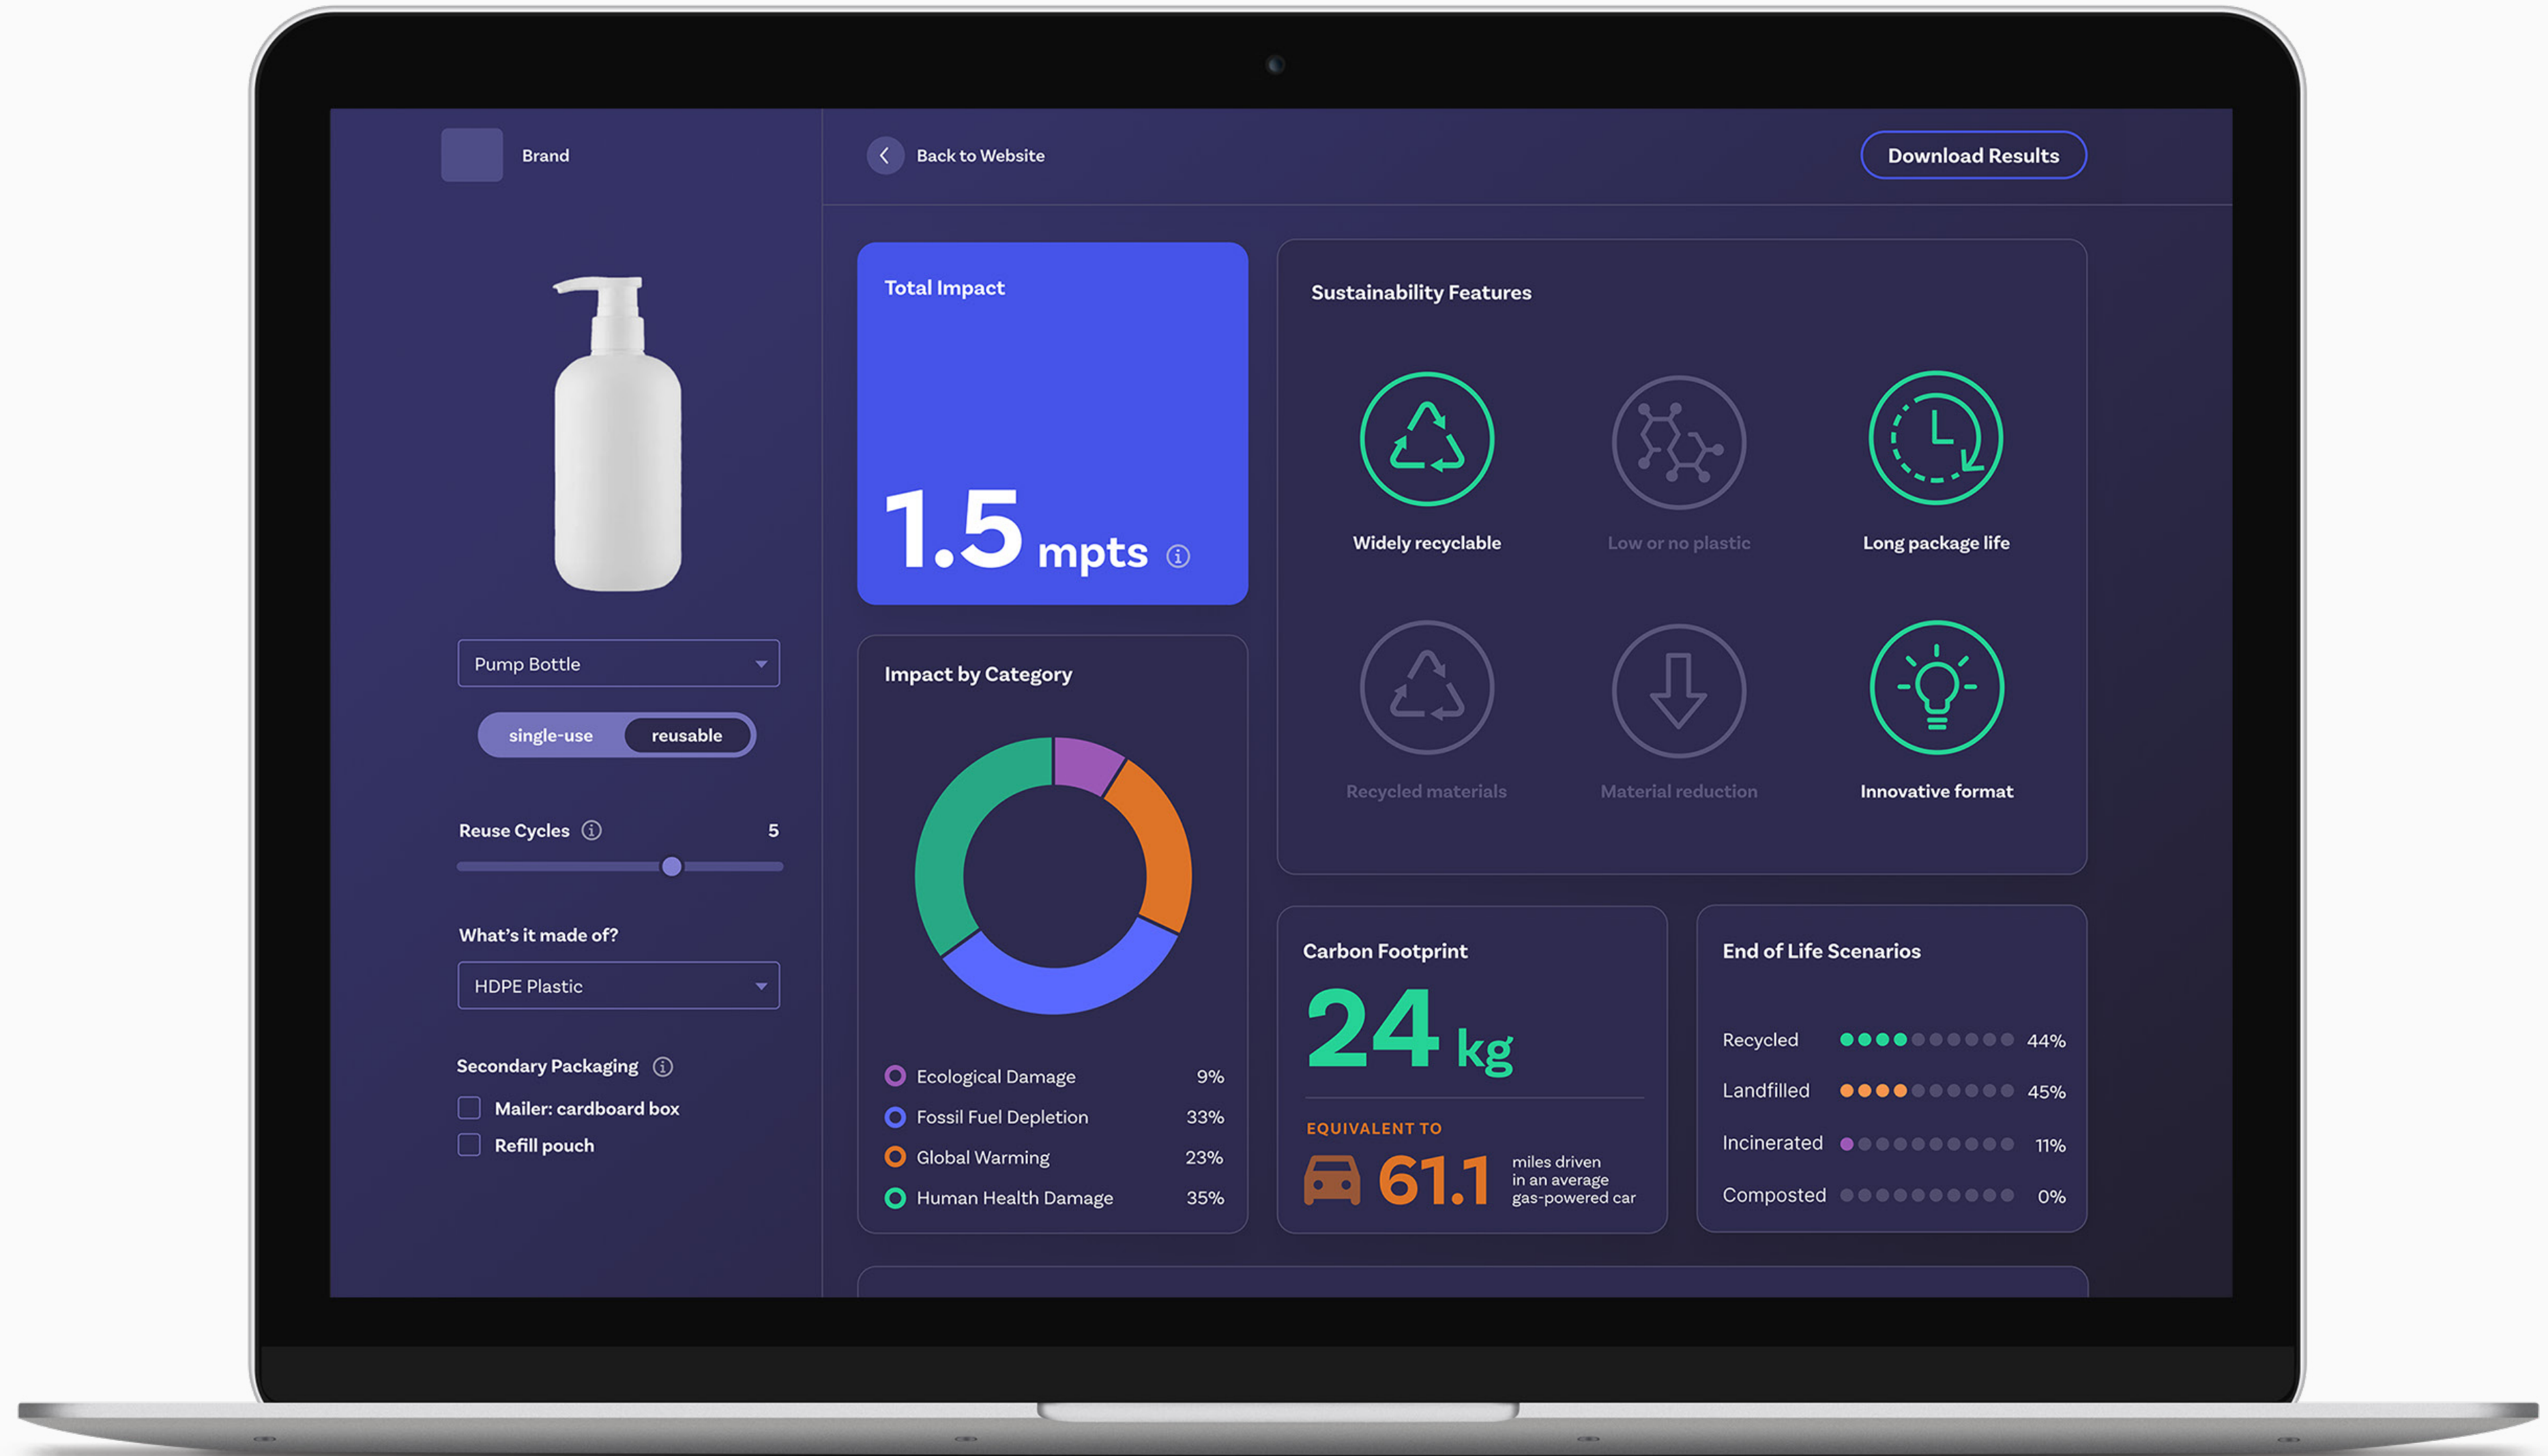 Brand
Back to Website
Download Results
Pump Bottle
single-use
reusable
Reuse Cycles
5
What's it made of?
HDPE Plastic
Secondary Packaging
Mailer: cardboard box
Refill pouch
Total Impact
1.5 mpts
Impact by Category
Ecological Damage 9%
Fossil Fuel Depletion 33%
Global Warming 23%
Human Health Damage 35%
Sustainability Features
Widely recyclable
Low or no plastic
Long package life
Recycled materials
Material reduction
Innovative format
Carbon Footprint
24 kg
EQUIVALENT TO
61.1
miles driven
in an average
gas-powered car
End of Life Scenarios
Recycled 44%
Landfilled 45%
Incinerated 11%
Composted 0%